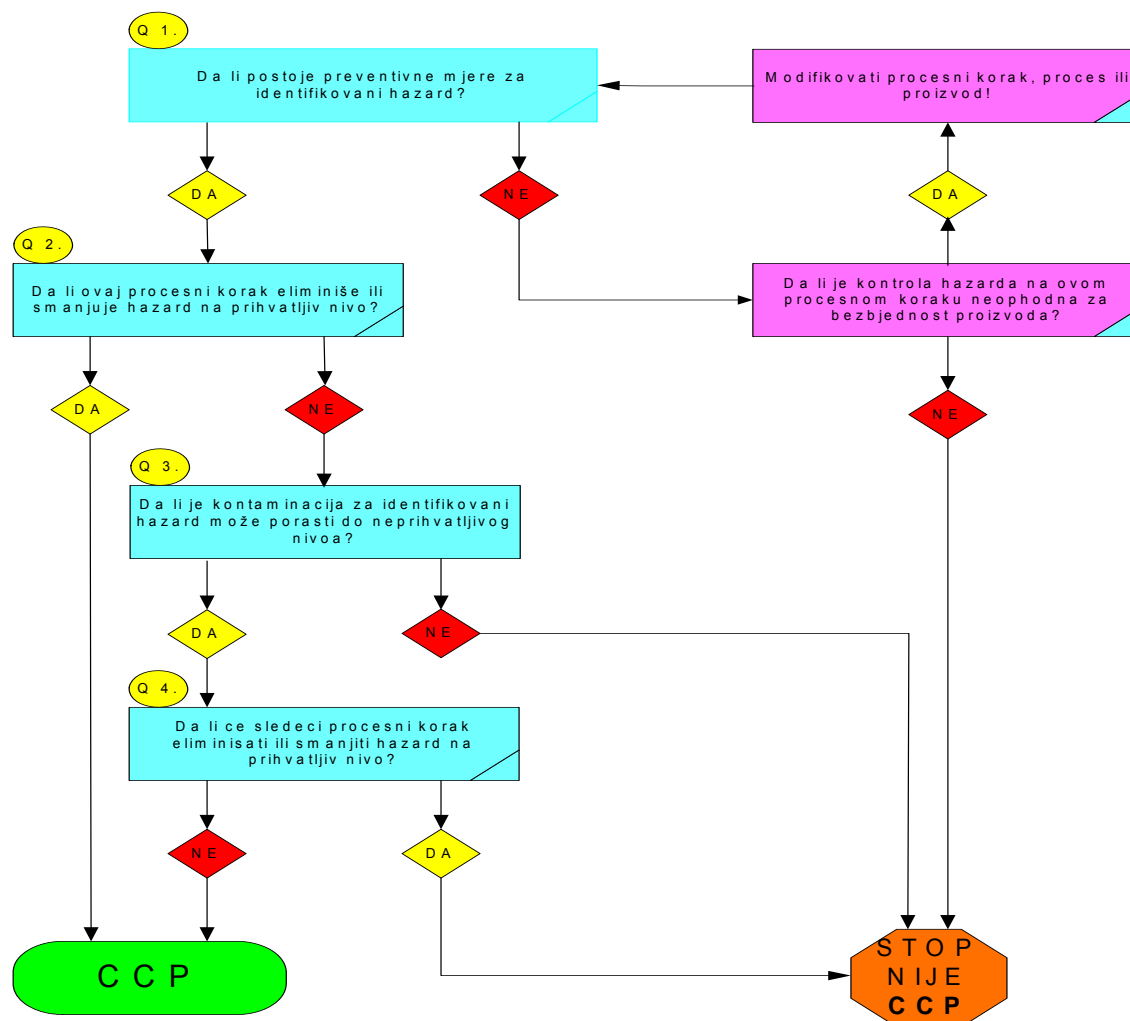 Q 1.
Da li postoje preventivne mjere za
identifikovani hazard?
Modifikovati procesni korak, proces ili
proizvod!
DA
NE
DA
Q 2.
Da li ovaj procesni korak eliminiše ili
smanjuje hazard na prihvatljiv nivo?
Da li je kontrola hazarda na ovom
procesnom koraku neophodna za
bezbjednost proizvoda?
DA
NE
NE
Q 3.
Da li je kontaminacija za identifikovani
hazard može porasti do neprihvatljivog
nivoa?
DA
NE
Q 4.
Da li ce sledeci procesni korak
eliminisati ili smanjiti hazard na
prihvatljiv nivo?
NE
DA
CCP
STOP
NIJE
CCP